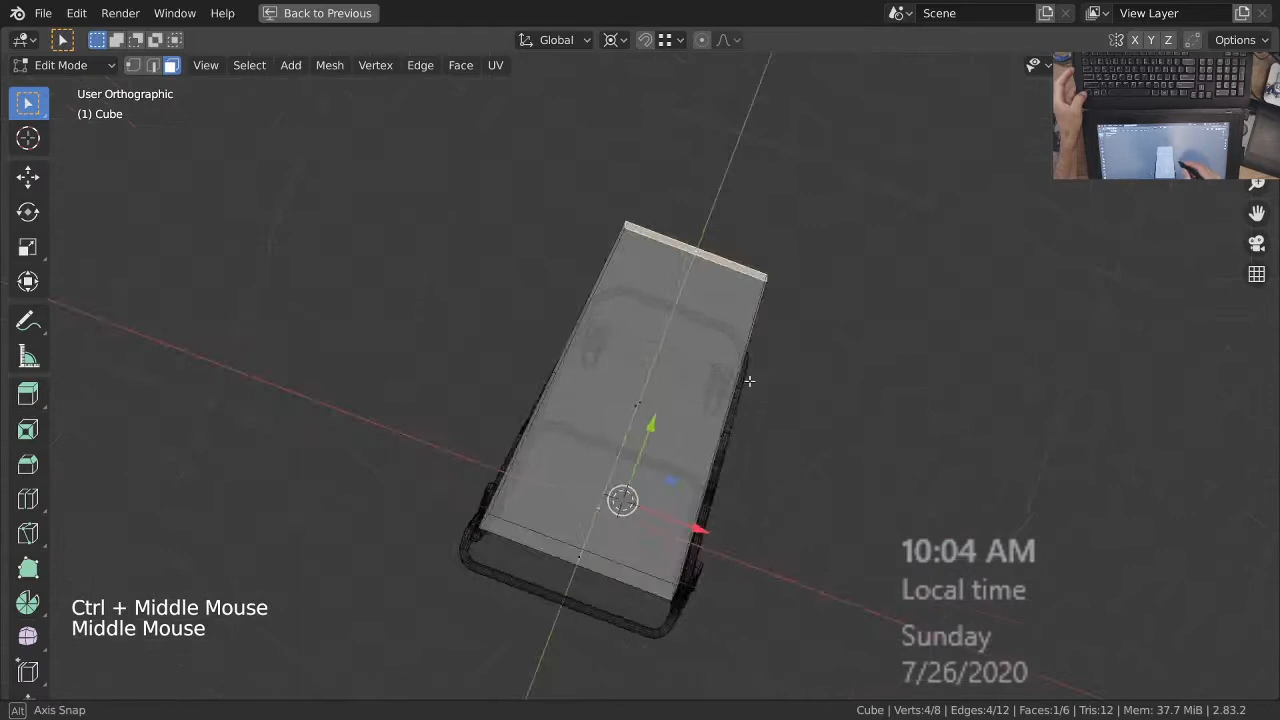 File Edit Render Window Help Back to Previous Scene View Layer
Global Options
Edit Mode View Select Add Mesh Vertex Edge Face UV
X Y Z
User Orthographic
(1) Cube
10:04 AM
Local time
Sunday
7/26/2020
Ctrl + Middle Mouse
Middle Mouse
Alt Axis Snap
Cube | Verts:4/8 | Edges:4/12 | Faces:1/6 | Tris:12 | Mem: 37.7 MiB | 2.83.2